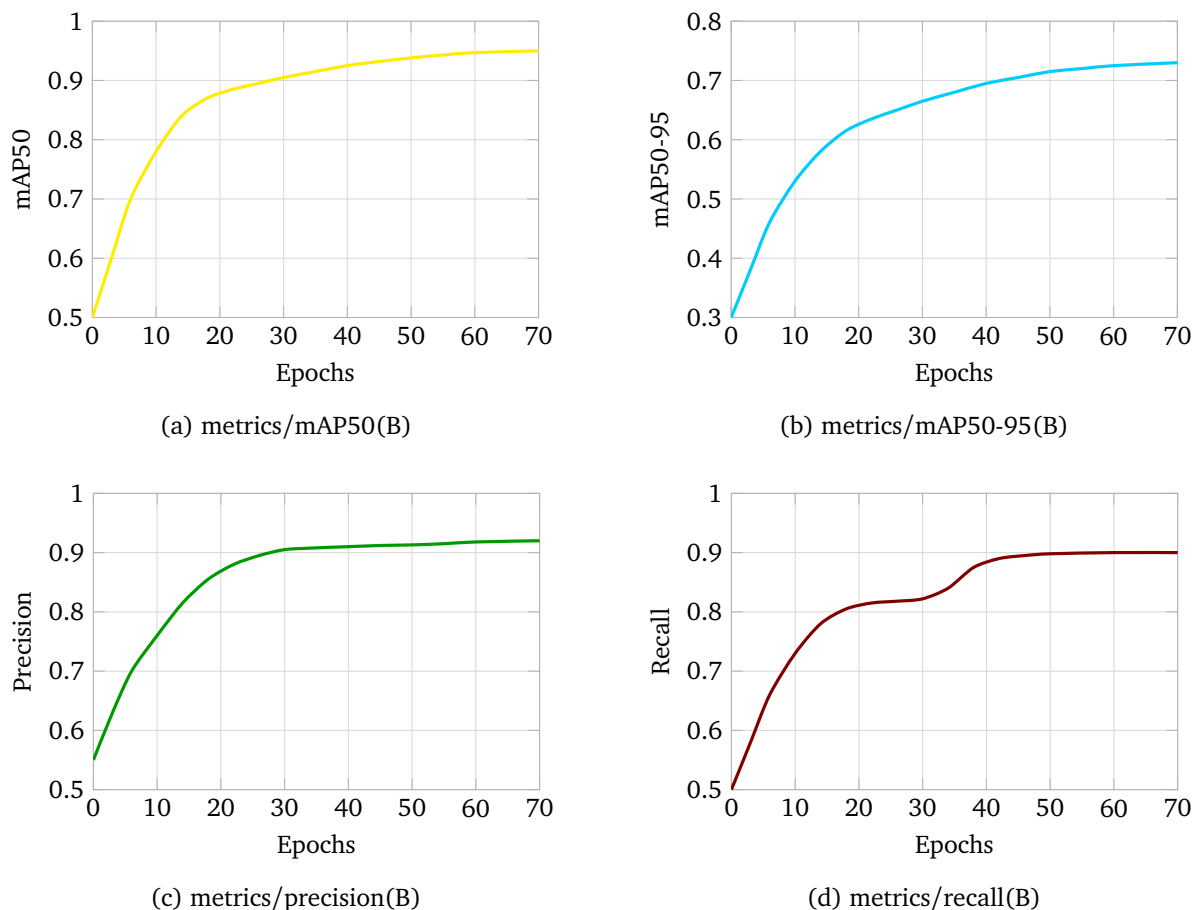 1
0.9
0.8
0.7
0.6
0.5
mAP50
0 10 20 30 40 50 60 70
Epochs
(a) metrics/mAP50(B)
0.8
0.7
0.6
0.5
0.4
0.3
mAP50-95
0 10 20 30 40 50 60 70
Epochs
(b) metrics/mAP50-95(B)
1
0.9
0.8
0.7
0.6
0.5
Precision
0 10 20 30 40 50 60 70
Epochs
(c) metrics/precision(B)
1
0.9
0.8
0.7
0.6
0.5
Recall
0 10 20 30 40 50 60 70
Epochs
(d) metrics/recall(B)